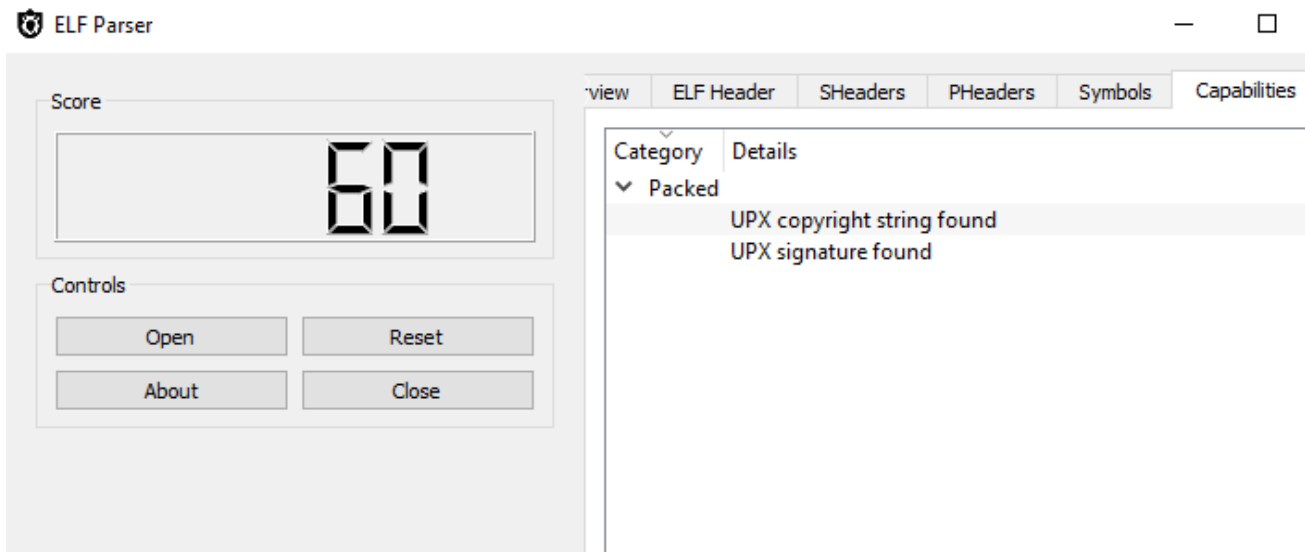 ELF Parser
Score
60
Controls
Open Reset
About Close
view ELF Header SHeaders PHeaders Symbols Capabilities
Category Details
Packed
UPX copyright string found
UPX signature found